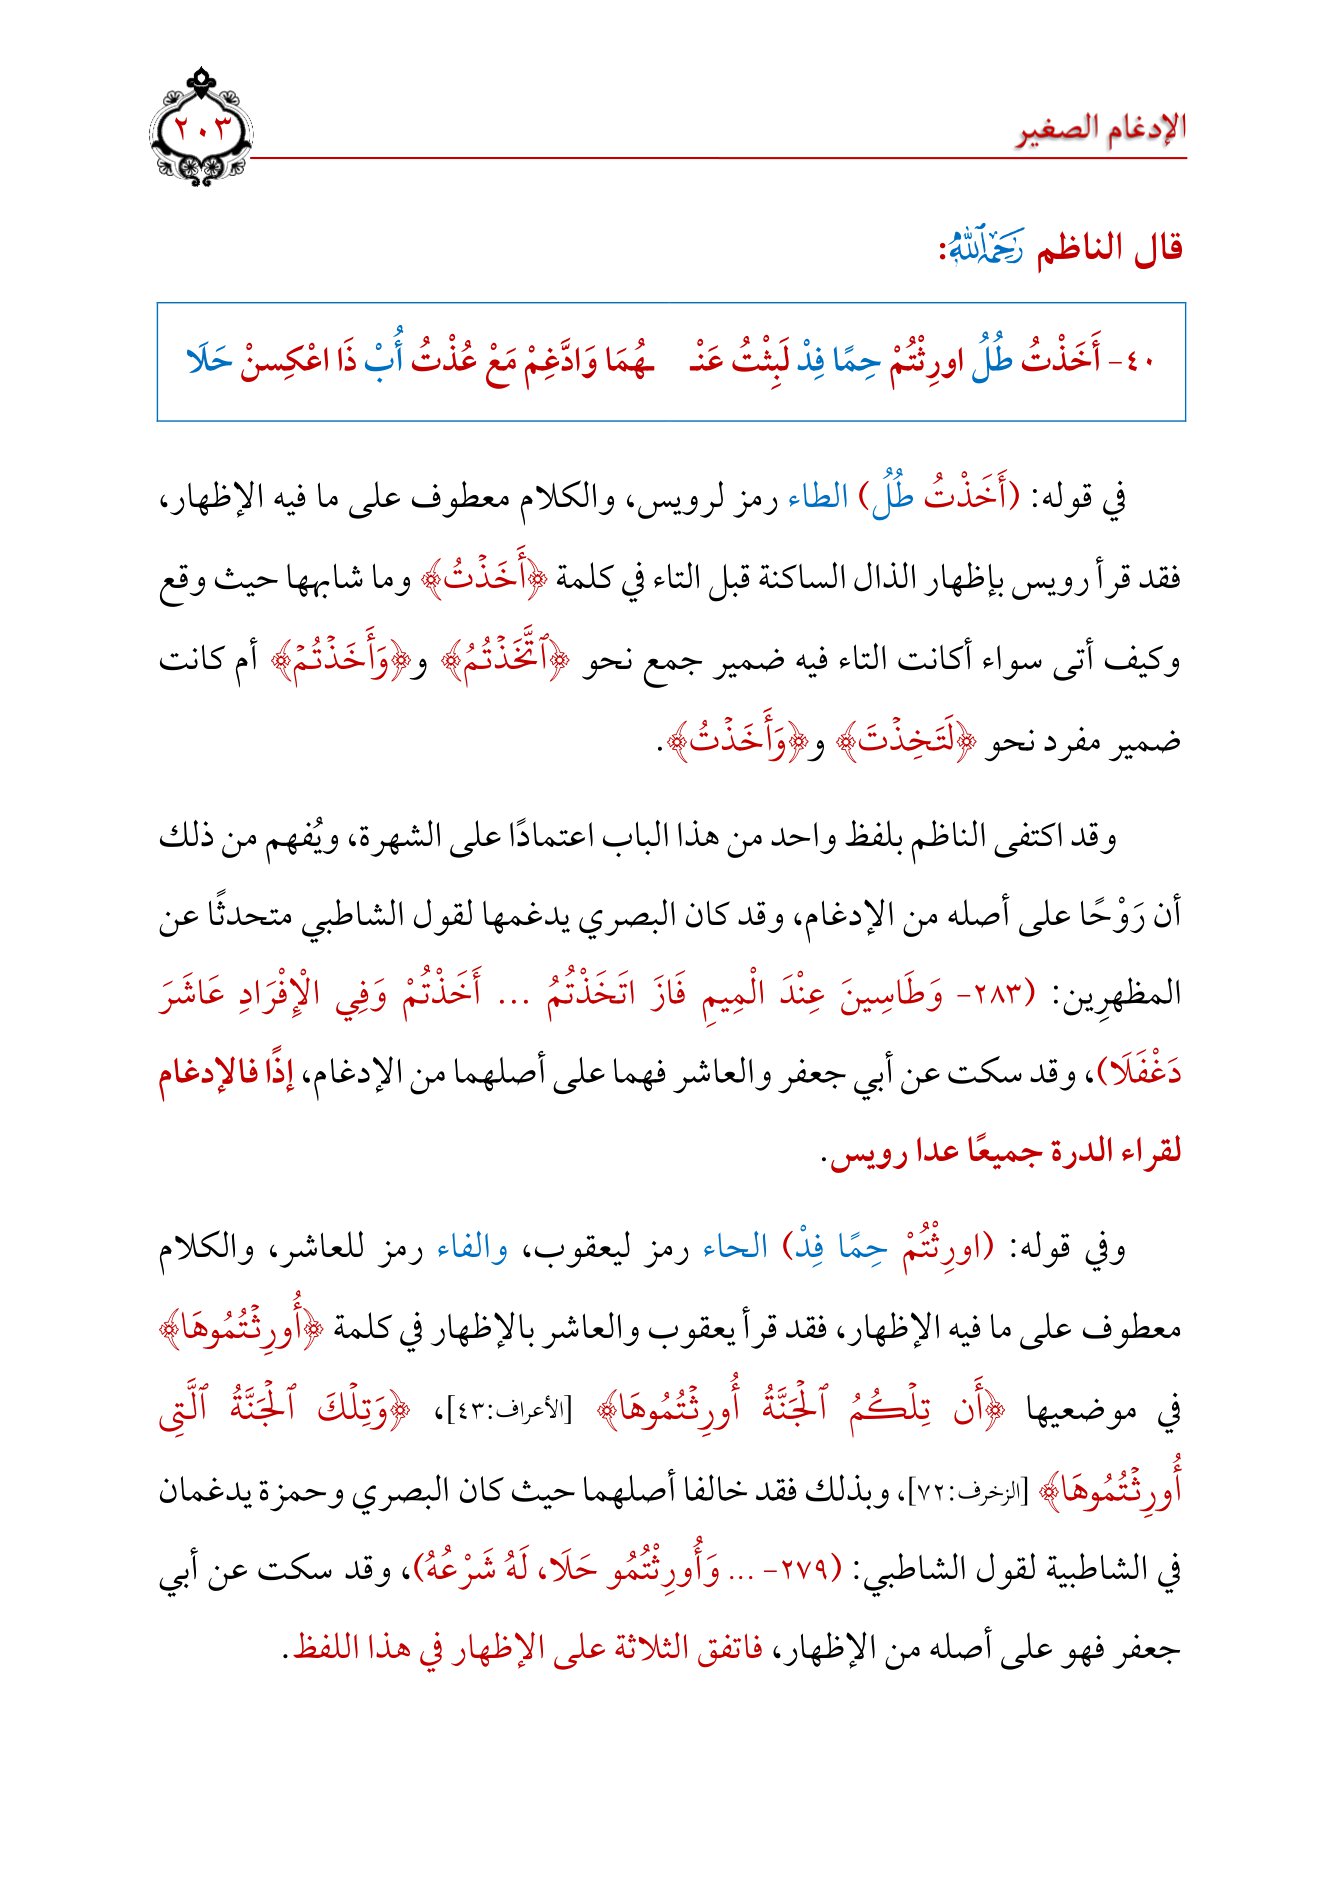 الإدغام الصغير
٢٠٣
قال الناظم رَحِمَهُ ٱللَّهُ:
٤٠- أَخَذْتُ طُلُ اورِثْتُمْ حِمًا فِدْ لَبِثْتُ عَنْـ ـهُمَا وَادَّغِمْ مَعْ عُذْتُ أُبْ ذَا اعْكِسنْ حَلَا
في قوله: (أَخَذْتُ طُلُ) الطاء رمز لرويس، والكلام معطوف على ما فيه الإظهار،
فقد قرأ رويس بإظهار الذال الساكنة قبل التاء في كلمة ﴿أَخَذۡتُ﴾ وما شابهها حيث وقع
وكيف أتى سواء أكانت التاء فيه ضمير جمع نحو ﴿ٱتَّخَذۡتُمُ﴾ و﴿وَأَخَذۡتُمۡ﴾ أم كانت
ضمير مفرد نحو ﴿لَتَخِذۡتَ﴾ و﴿وَأَخَذۡتُ﴾.
وقد اكتفى الناظم بلفظ واحد من هذا الباب اعتمادًا على الشهرة، ويُفهم من ذلك
أن رَوْحًا على أصله من الإدغام، وقد كان البصري يدغمها لقول الشاطبي متحدثًا عن
المظهرِين: (٢٨٣- وَطَاسِينَ عِنْدَ الْمِيمِ فَازَ اتَخَذْتُمُ ... أَخَذْتُمْ وَفِي الْإِفْرَادِ عَاشَرَ
دَغْفَلَا)، وقد سكت عن أبي جعفر والعاشر فهما على أصلهما من الإدغام، إذًا فالإدغام
لقراء الدرة جميعًا عدا رويس.
وفي قوله: (اورِثْتُمْ حِمًا فِدْ) الحاء رمز ليعقوب، والفاء رمز للعاشر، والكلام
معطوف على ما فيه الإظهار، فقد قرأ يعقوب والعاشر بالإظهار في كلمة ﴿أُورِثۡتُمُوهَا﴾
في موضعيها ﴿أَن تِلۡكُمُ ٱلۡجَنَّةُ أُورِثۡتُمُوهَا﴾ [الأعراف:٤٣]، ﴿وَتِلۡكَ ٱلۡجَنَّةُ ٱلَّتِى
أُورِثۡتُمُوهَا﴾ [الزخرف:٧٢]، وبذلك فقد خالفا أصلهما حيث كان البصري وحمزة يدغمان
في الشاطبية لقول الشاطبي: (٢٧٩- ... وَأُورِثْتُمُو حَلَا، لَهُ شَرْعُهُ)، وقد سكت عن أبي
جعفر فهو على أصله من الإظهار، فاتفق الثلاثة على الإظهار في هذا اللفظ.